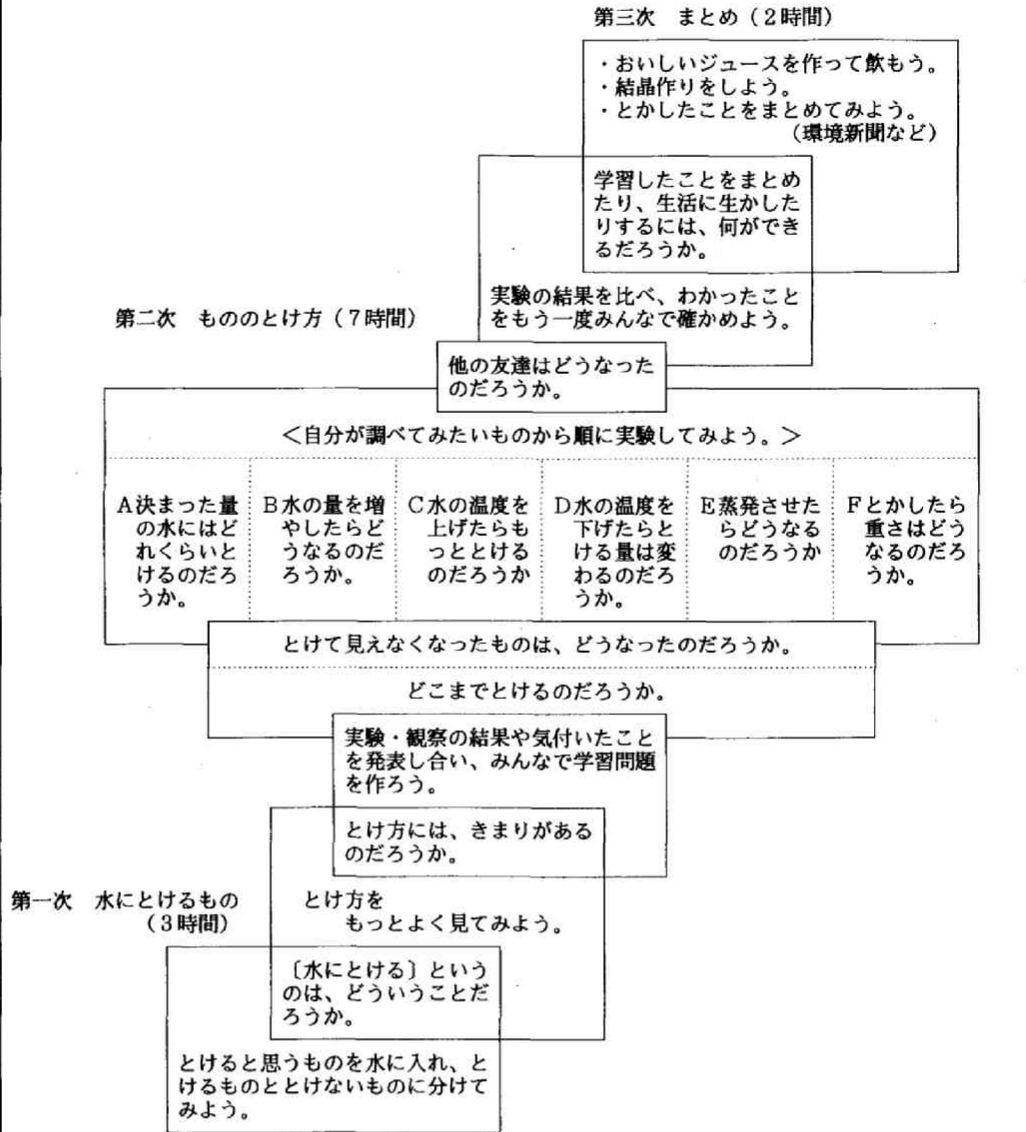 第三次 まとめ(2時間)
・おいしいジュースを作って飲もう。
・結晶作りをしよう。
・とかしたことをまとめてみよう。
(環境新聞など)
学習したことをまとめ
たり、生活に生かした
りするには、何ができ
るだろうか。
実験の結果を比べ、わかったこと
をもう一度みんなで確かめよう。
第二次 もののとけ方(7時間)
他の友達はどうなった
のだろうか。
<自分が調べてみたいものから順に実験してみよう。>
A決まった量
の水にはど
れくらいと
けるのだろ
うか。
B水の量を増
やしたらど
うなるのだ
ろうか。
C水の温度を
上げたらも
っととける
のだろうか
D水の温度を
下げたらと
ける量は変
わるのだろ
うか。
E蒸発させた
らどうなる
のだろうか
Fとかしたら
重さはどう
なるのだろ
うか。
とけて見えなくなったものは、どうなったのだろうか。
どこまでとけるのだろうか。
実験・観察の結果や気付いたこと
を発表し合い、みんなで学習問題
を作ろう。
とけ方には、きまりがある
のだろうか。
第一次 水にとけるもの
(3時間)
とけ方を
もっとよく見てみよう。
〔水にとける〕という
のは、どういうことだ
ろうか。
とけると思うものを水に入れ、と
けるものととけないものに分けて
みよう。